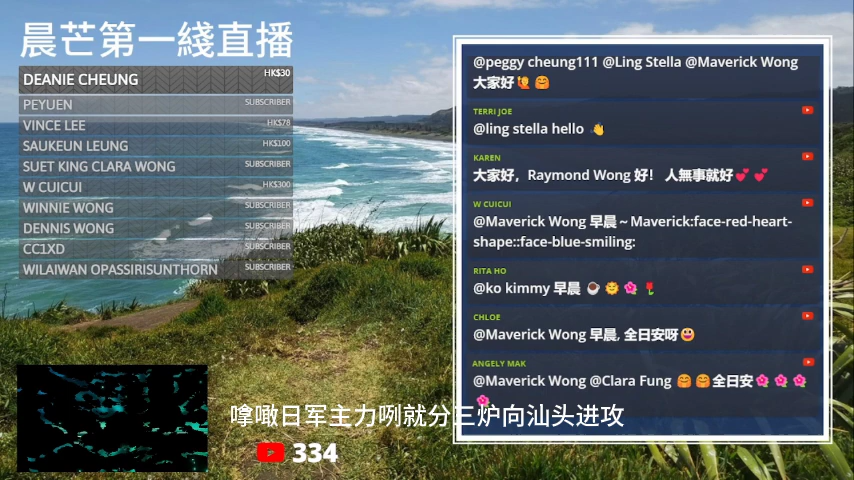 晨芒第一綫直播
DEANIE CHEUNG HK$30
PEYUEN SUBSCRIBER
VINCE LEE HK$78
SAUKEUN LEUNG HK$100
SUET KING CLARA WONG SUBSCRIBER
W CUICUI HK$300
WINNIE WONG SUBSCRIBER
DENNIS WONG SUBSCRIBER
CC1XD SUBSCRIBER
WILAIWAN OPASSIRISUNTHORN SUBSCRIBER
@peggy cheung111 @Ling Stella @Maverick Wong
大家好🙋🤗
TERRI JOE
@ling stella hello 👋
KAREN
大家好，Raymond Wong 好！ 人無事就好💕 💕
W CUICUI
@Maverick Wong 早晨～Maverick:face-red-heart-
shape::face-blue-smiling:
RITA HO
@ko kimmy 早晨 ☕ 🌞 🌺 🌷
CHLOE
@Maverick Wong 早晨, 全日安呀😃
ANGELY MAK
@Maverick Wong @Clara Fung 🤗 🤗 全日安🌺 🌺 🌺
🌺
嗱噉日军主力咧就分三炉向汕头进攻
334